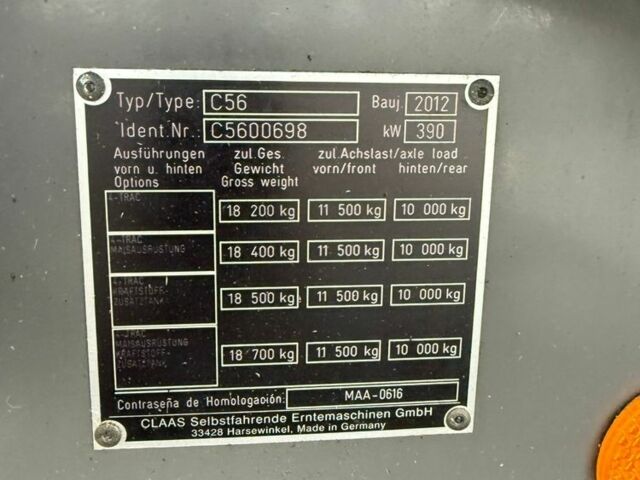 Typ/Type: C56 Bauj. 2012
Ident.Nr.: C5600698 kW 390
Ausführungen zul.Ges. zul.Achslast/axle load
vorn u. hinten Gewicht vorn/front hinten/rear
Options Gross weight
4-TRAC
18 200 kg 11 500 kg 10 000 kg
4-TRAC
MAISAUSRÜSTUNG
18 400 kg 11 500 kg 10 000 kg
4-TRAC
KRAFTSTOFF-
ZUSATZTANK
18 500 kg 11 500 kg 10 000 kg
4-TRAC
MAISAUSRÜSTUNG
KRAFTSTOFF-
ZUSATZTANK
18 700 kg 11 500 kg 10 000 kg
Contraseña de Homologación: MAA-0616
CLAAS Selbstfahrende Erntemaschinen GmbH
33428 Harsewinkel, Made in Germany